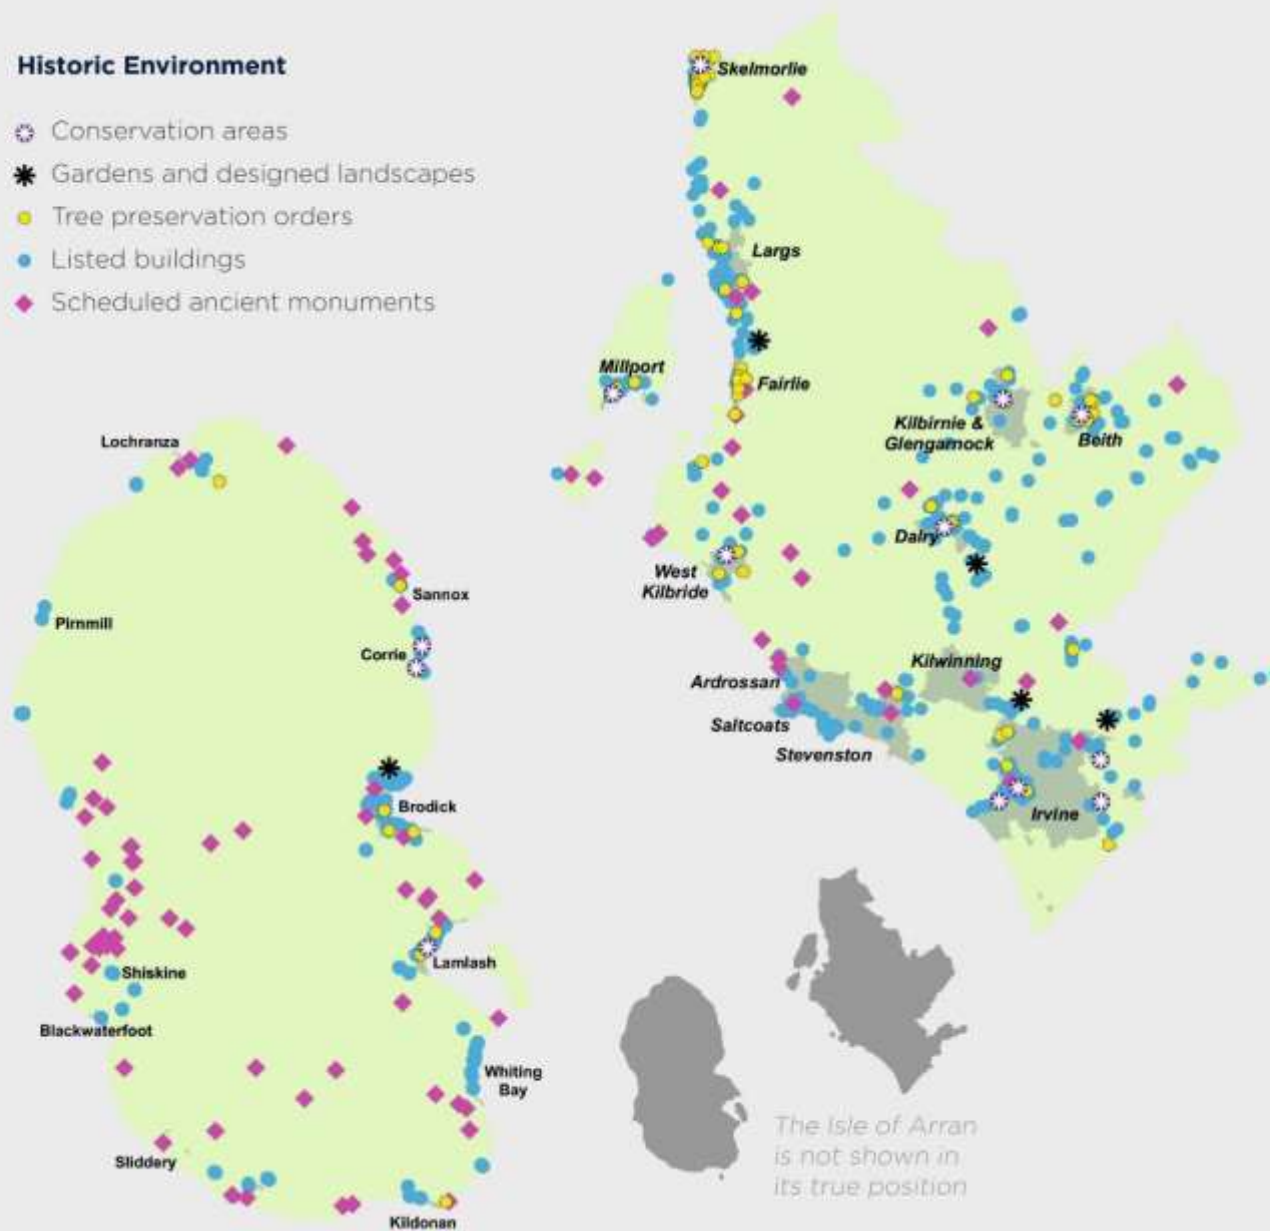 Historic Environment
Conservation areas
Gardens and designed landscapes
Tree preservation orders
Listed buildings
Scheduled ancient monuments
Skelmorlie
Largs
Millport
Fairlie
Kilbirnie &
Glengarnock
Beith
Dalry
West
Kilbride
Kilwinning
Ardrossan
Saltcoats
Stevenston
Irvine
Lochranza
Sannox
Pirnmill
Corrie
Brodick
Lamlash
Shiskine
Blackwaterfoot
Whiting
Bay
Sliddery
Kildonan
The Isle of Arran
is not shown in
its true position